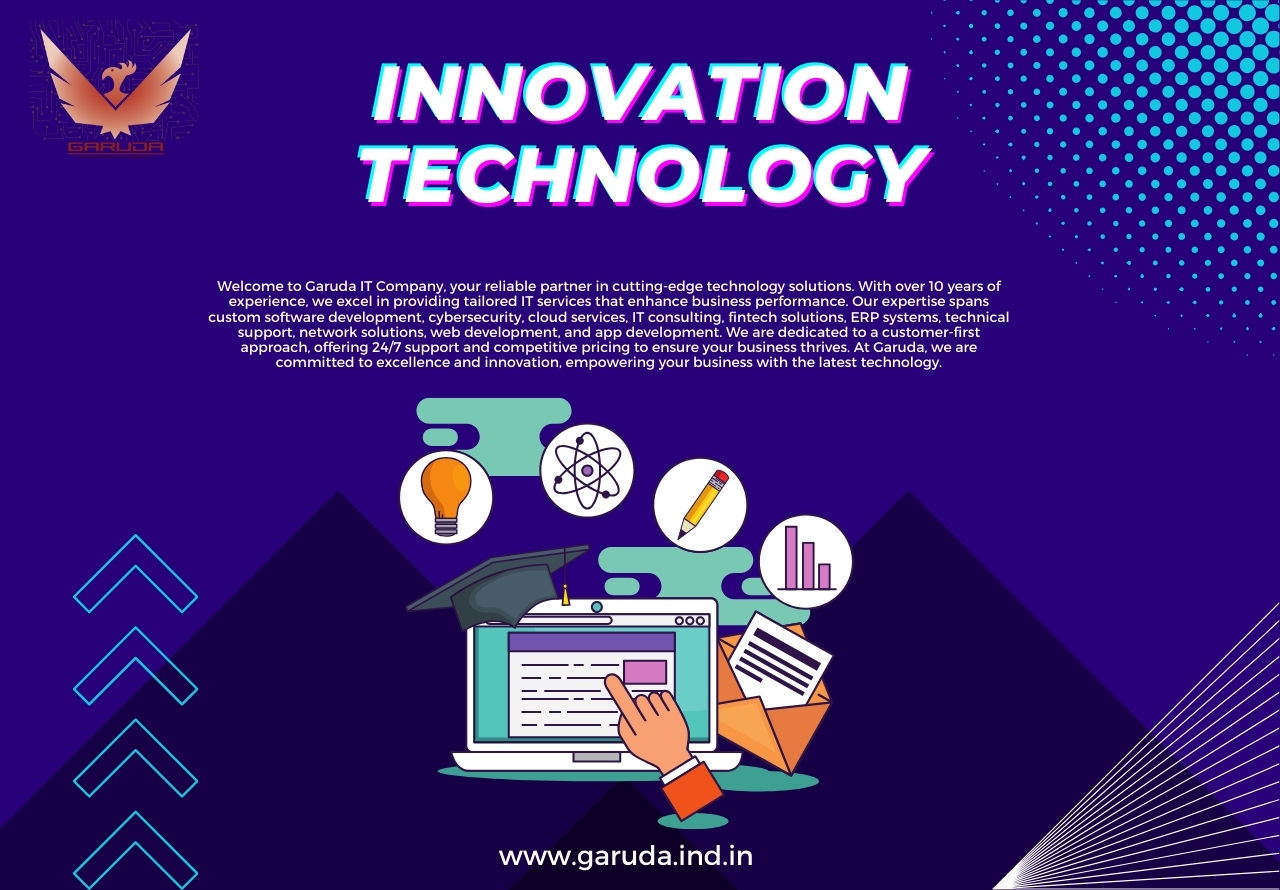 GARUDA
INNOVATION
TECHNOLOGY
Welcome to Garuda IT Company, your reliable partner in cutting-edge technology solutions. With over 10 years of
experience, we excel in providing tailored IT services that enhance business performance. Our expertise spans
custom software development, cybersecurity, cloud services, IT consulting, fintech solutions, ERP systems, technical
support, network solutions, web development, and app development. We are dedicated to a customer-first
approach, offering 24/7 support and competitive pricing to ensure your business thrives. At Garuda, we are
committed to excellence and innovation, empowering your business with the latest technology.
www.garuda.ind.in